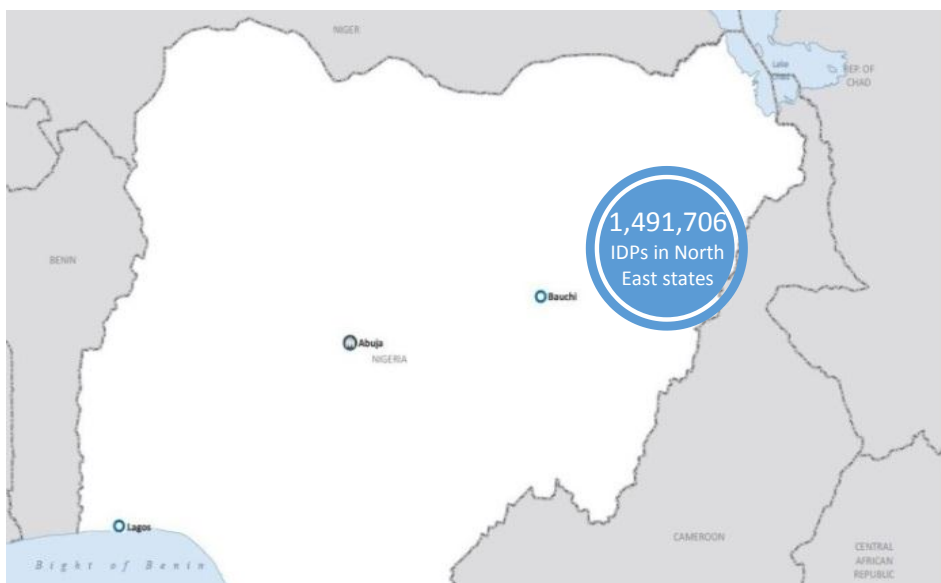 NIGER
Lake
REP. OF
CHAD
1,491,706
IDPs in North
East states
BENIN
Bauchi
Abuja
NIGERIA
Lagos
CAMEROON
Bight of Benin
CENTRAL
AFRICAN
REPUBLIC